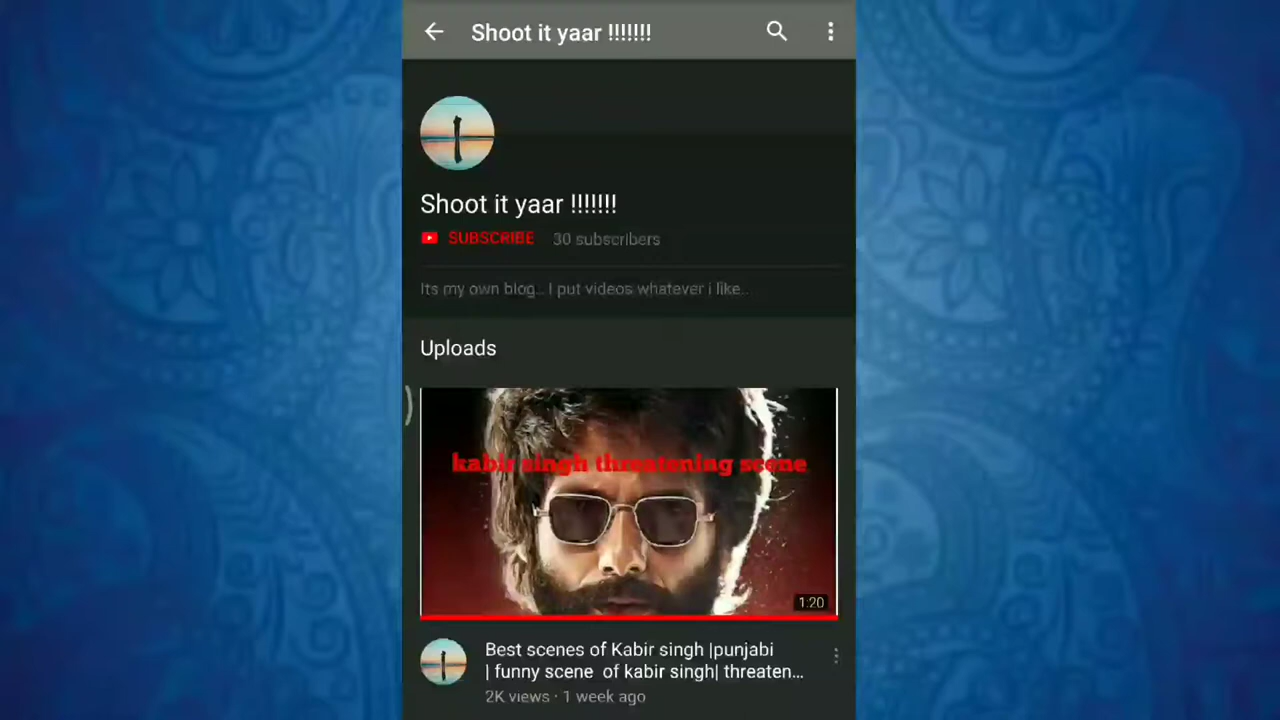 Shoot it yaar !!!!!!!
Shoot it yaar !!!!!!!
SUBSCRIBE 30 subscribers
Its my own blog.. I put videos whatever i like..
Uploads
kabir singh threatening scene
1:20
Best scenes of Kabir singh |punjabi
| funny scene of kabir singh| threaten...
2K views · 1 week ago